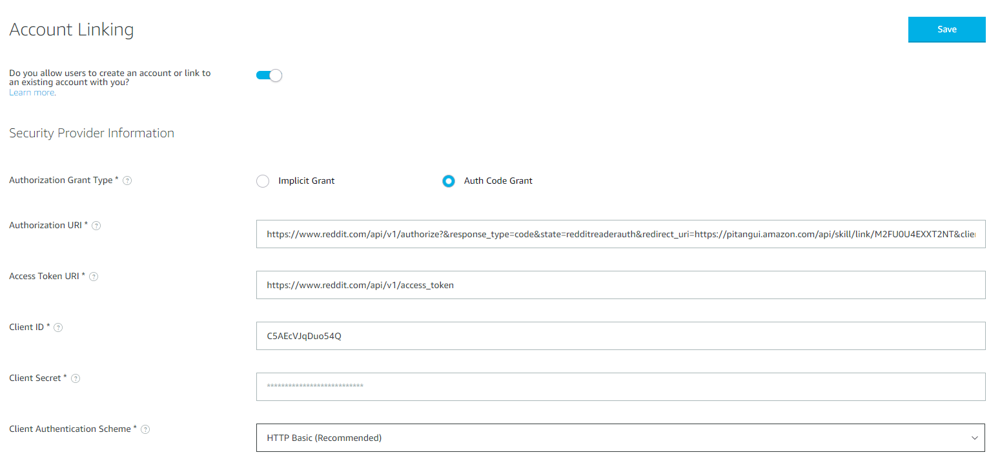 Account Linking
Save
Do you allow users to create an account or link to
an existing account with you?
Learn more.
Security Provider Information
Authorization Grant Type * ?
Implicit Grant
Auth Code Grant
Authorization URI * ?
https://www.reddit.com/api/v1/authorize?&response_type=code&state=redditreaderauth&redirect_uri=https://pitangui.amazon.com/api/skill/link/M2FU0U4EXXT2NT&clie
Access Token URI * ?
https://www.reddit.com/api/v1/access_token
Client ID * ?
C5AEcVJqDuo54Q
Client Secret * ?
***************************
Client Authentication Scheme * ?
HTTP Basic (Recommended)